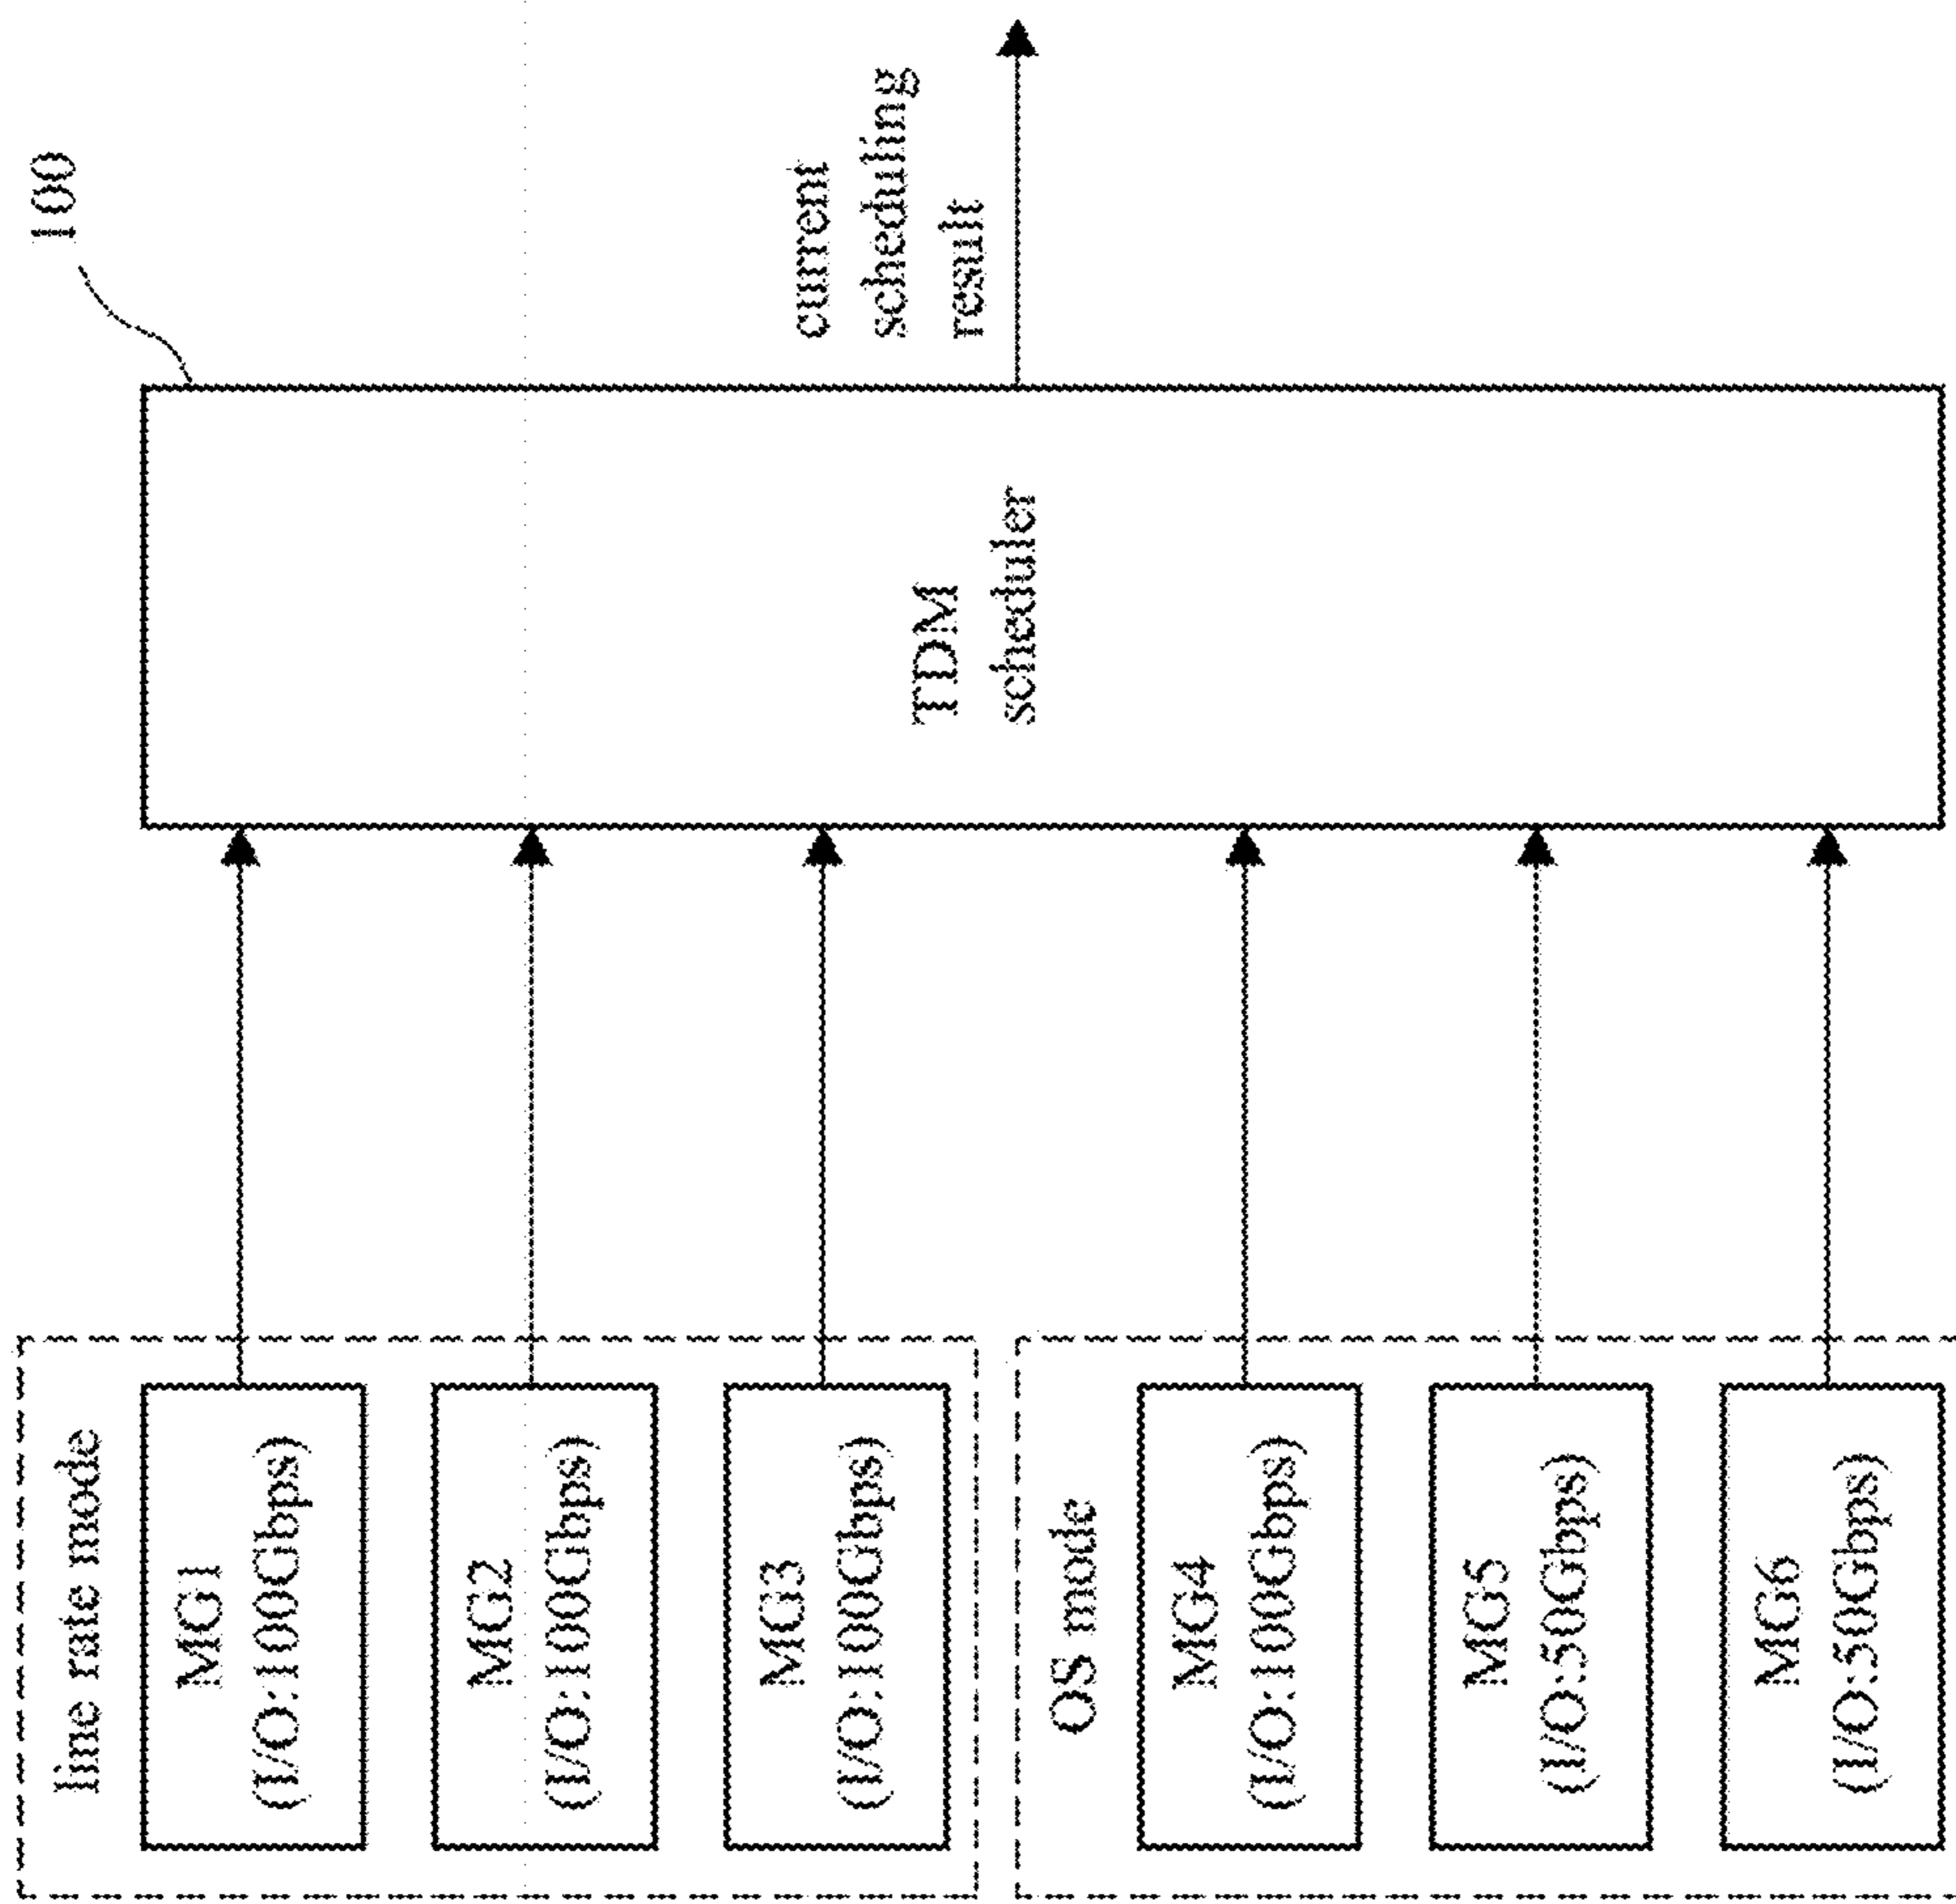 line rate mode
MG1
(I/O:100Gbps)
MG2
(I/O:100Gbps)
MG3
(I/O:100Gbps)
OS mode
MG4
(I/O:100Gbps)
MG5
(I/O:50Gbps)
MG6
(I/O:50Gbps)
TDM
scheduler
100
current
scheduling
result